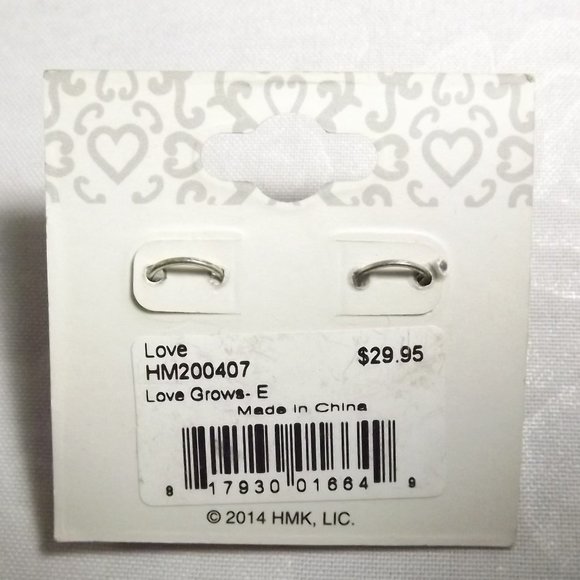 Love
HM200407 $29.95
Love Grows- E
Made in China
8 17930 01664 9
© 2014 HMK, LIC.